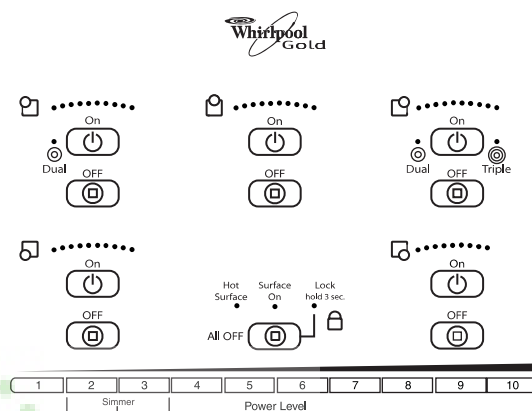 Whirlpool
Gold
On On On
Dual Dual Triple
OFF OFF OFF
On On
Hot Surface Surface On Lock hold 3 sec.
OFF OFF
All OFF
1 2 3 4 5 6 7 8 9 10
Simmer Power Level